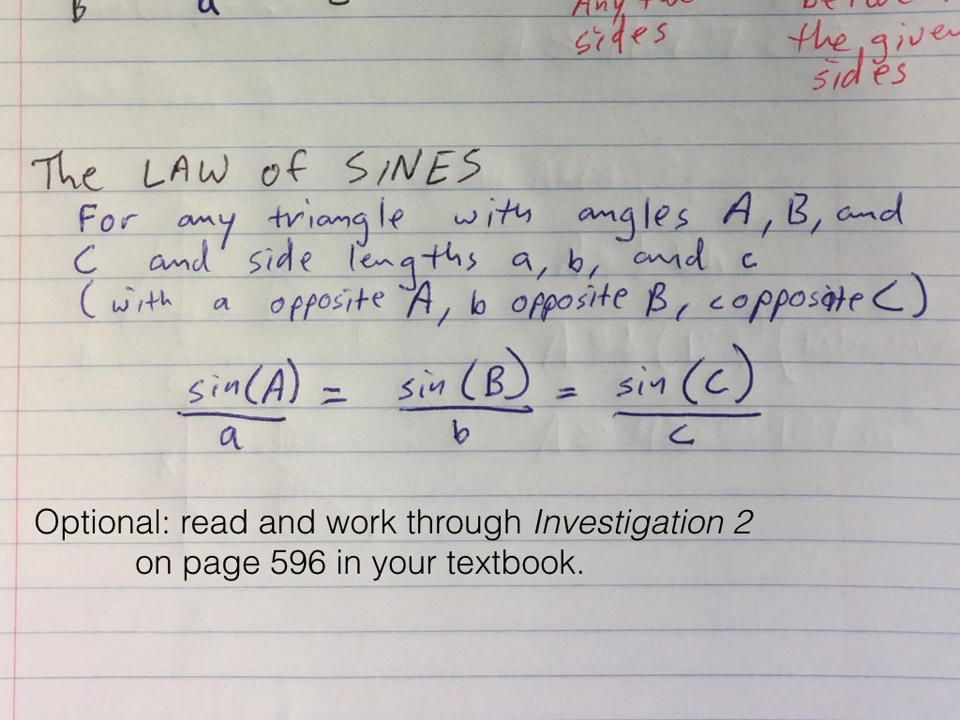 B a
Any
sides the given
sides
The LAW of SINES
For any triangle with angles A, B, and
C and side lengths a, b, and c
(with a opposite A, b opposite B, c opposite C)
sin(A) = sin(B) = sin(C)
a b c
Optional: read and work through Investigation 2
on page 596 in your textbook.